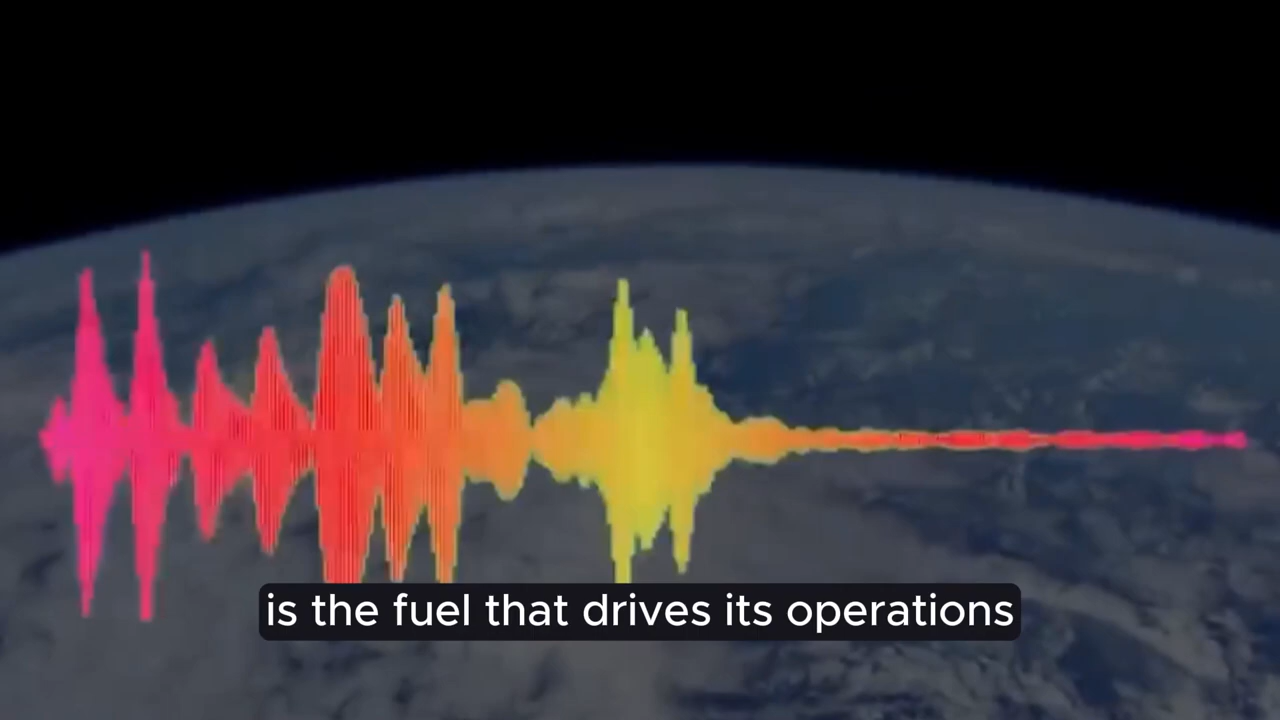 is the fuel that drives its operations